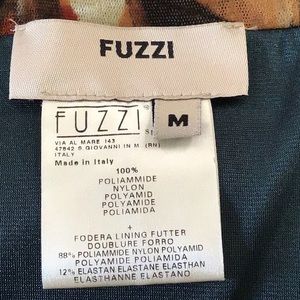 FUZZI
M
FUZZI
VIA AL MARE 143
47842 S GIOVANNI IN M. (RN)
ITALY
Made in Italy
100%
POLIAMMIDE
NYLON
POLYAMID
POLYAMIDE
POLIAMIDA
+
FODERA LINING FUTTER
DOUBLURE FORRO
88% POLIAMMIDE NYLON POLYAMID
POLYAMIDE POLIAMIDA
12% ELASTAN ELASTANE ELASTHAN
ELASTHANNE ELASTANO